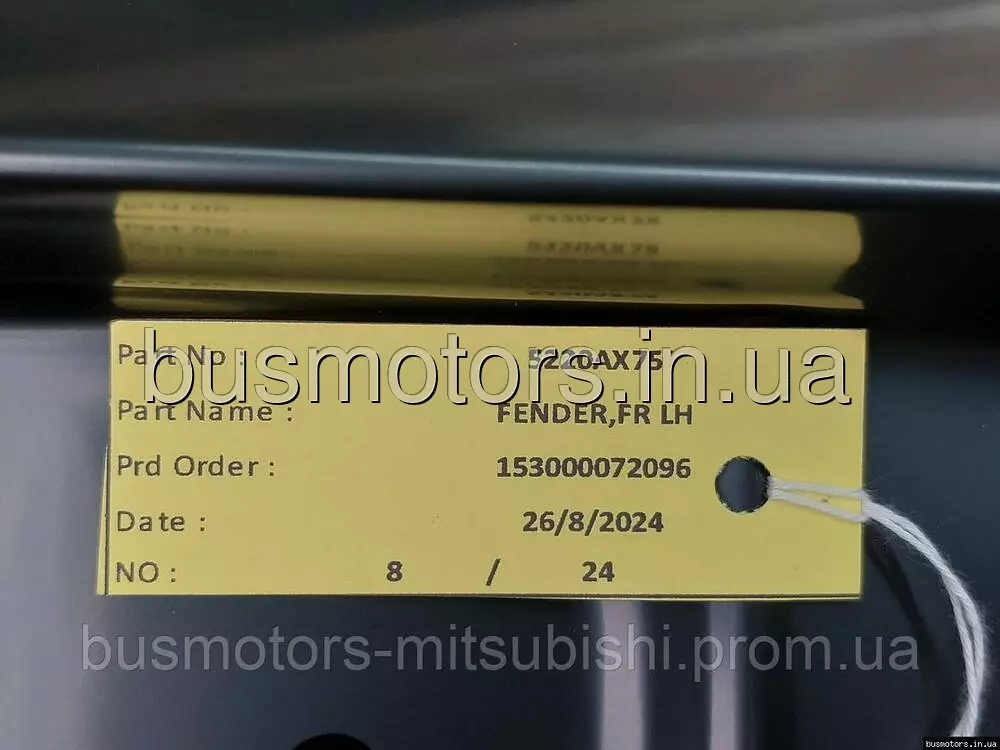 5220AX75
Part No : 5220AX75
busmotors.in.ua
Part Name : FENDER,FR LH
Prd Order : 153000072096
Date : 26/8/2024
NO : 8 / 24
busmotors-mitsubishi.prom.ua
busmotors.in.ua